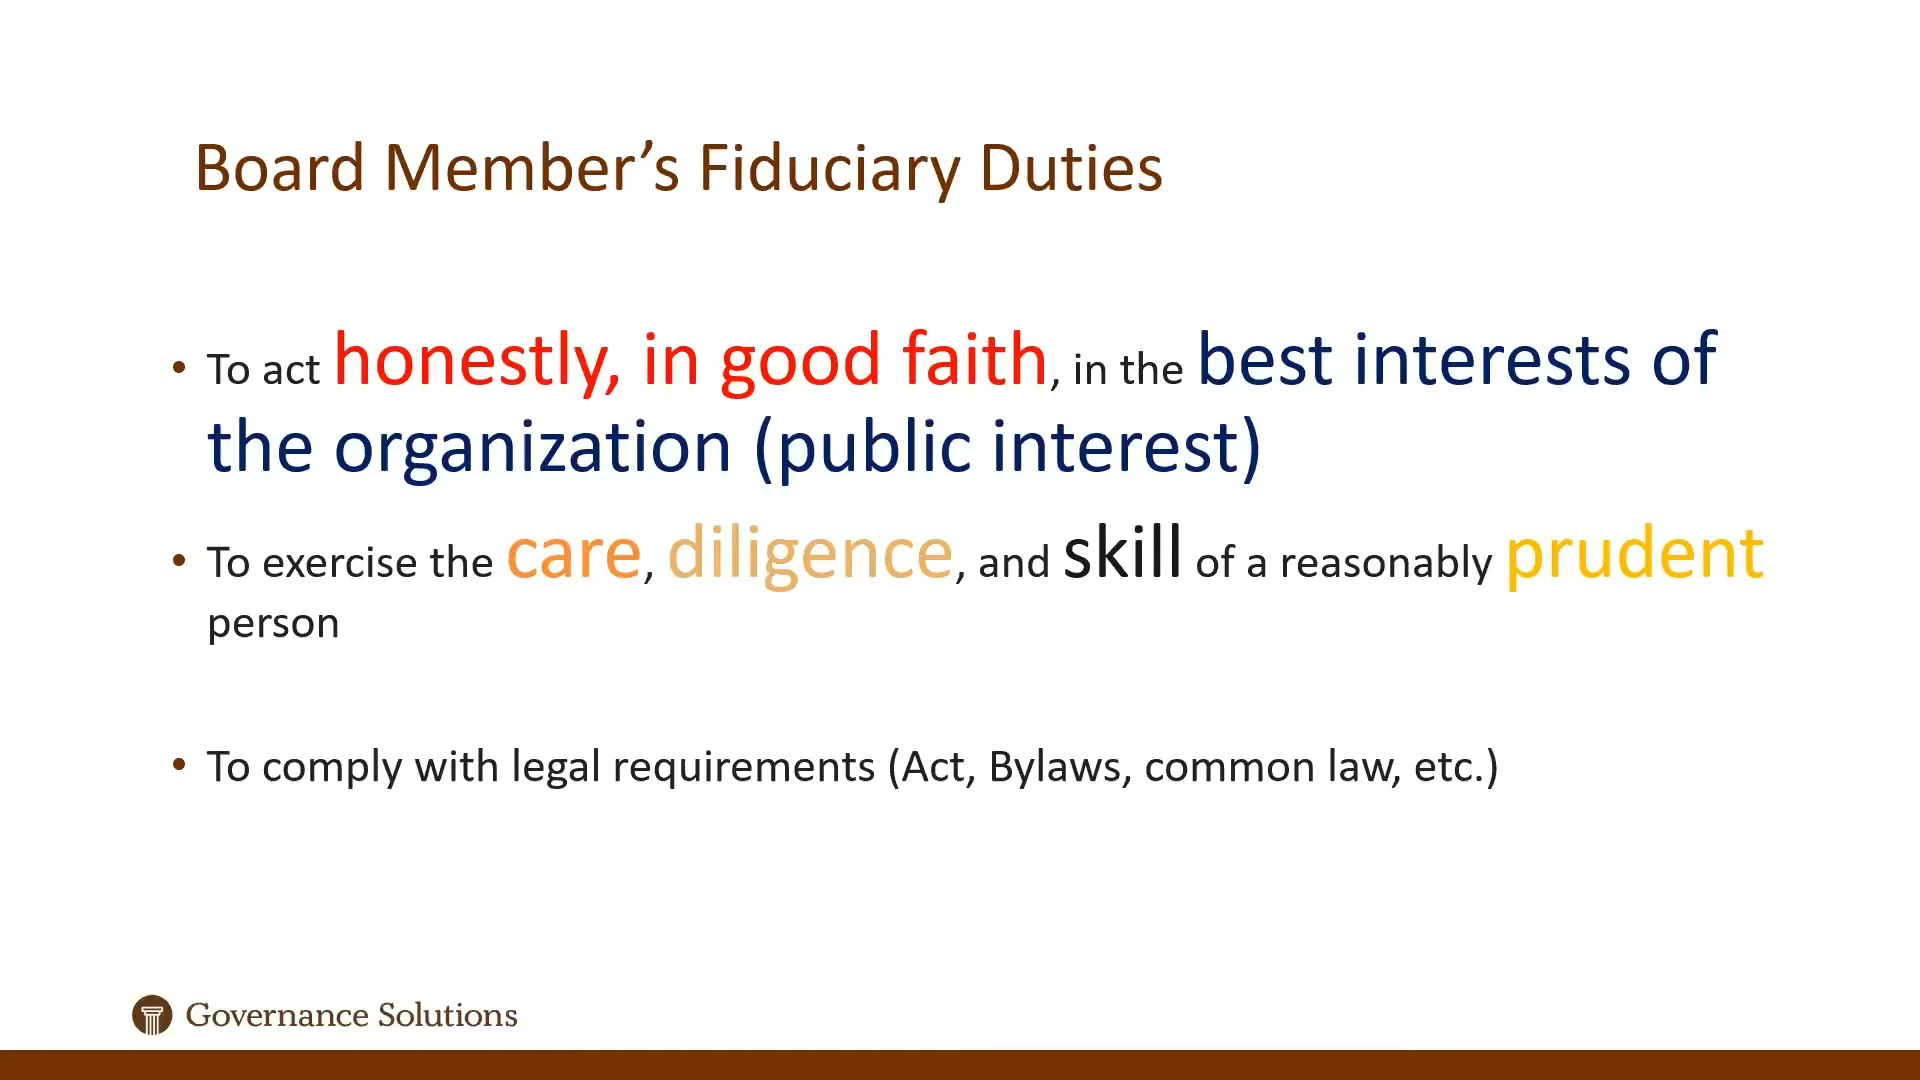 Board Member’s Fiduciary Duties
• To act honestly, in good faith, in the best interests of
the organization (public interest)
• To exercise the care, diligence, and skill of a reasonably prudent
person
• To comply with legal requirements (Act, Bylaws, common law, etc.)
Governance Solutions